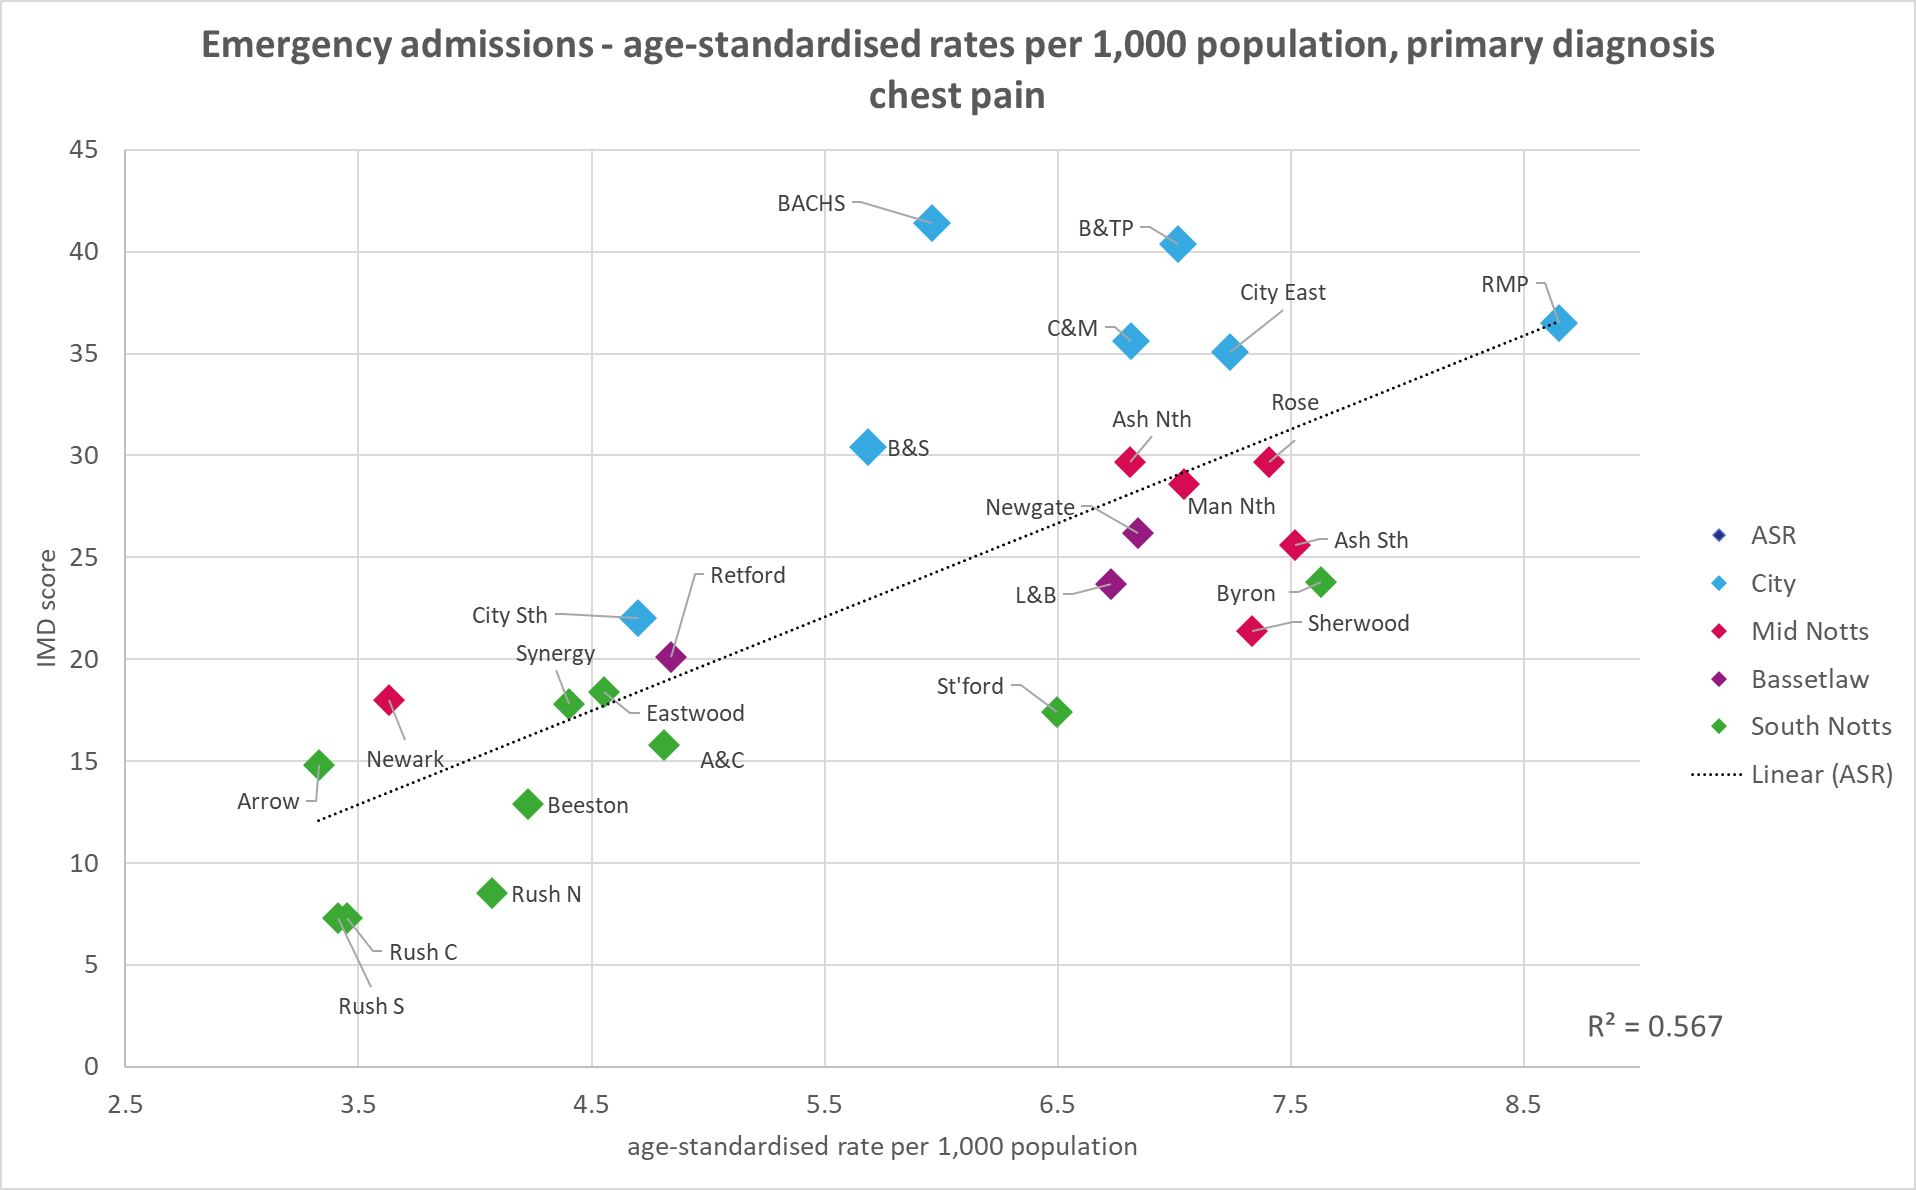 Emergency admissions - age-standardised rates per 1,000 population, primary diagnosis
chest pain
45
40
35
30
25
20
15
10
5
0
IMD score
BACHS
B&TP
RMP
City East
C&M
Rose
Ash Nth
B&S
Man Nth
Newgate
Ash Sth
Retford
L&B
Byron
City Sth
Sherwood
Synergy
St'ford
Eastwood
Newark
A&C
Arrow
Beeston
Rush N
Rush C
Rush S
R² = 0.567
2.5
3.5
4.5
5.5
6.5
7.5
8.5
age-standardised rate per 1,000 population
ASR
City
Mid Notts
Bassetlaw
South Notts
Linear (ASR)